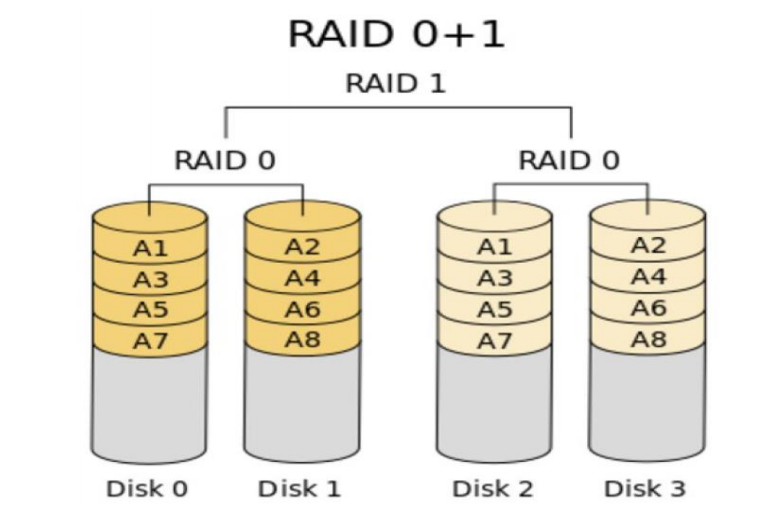 RAID 0+1
RAID 1
RAID 0 RAID 0
A1 A2 A1 A2
A3 A4 A3 A4
A5 A6 A5 A6
A7 A8 A7 A8
Disk 0 Disk 1 Disk 2 Disk 3